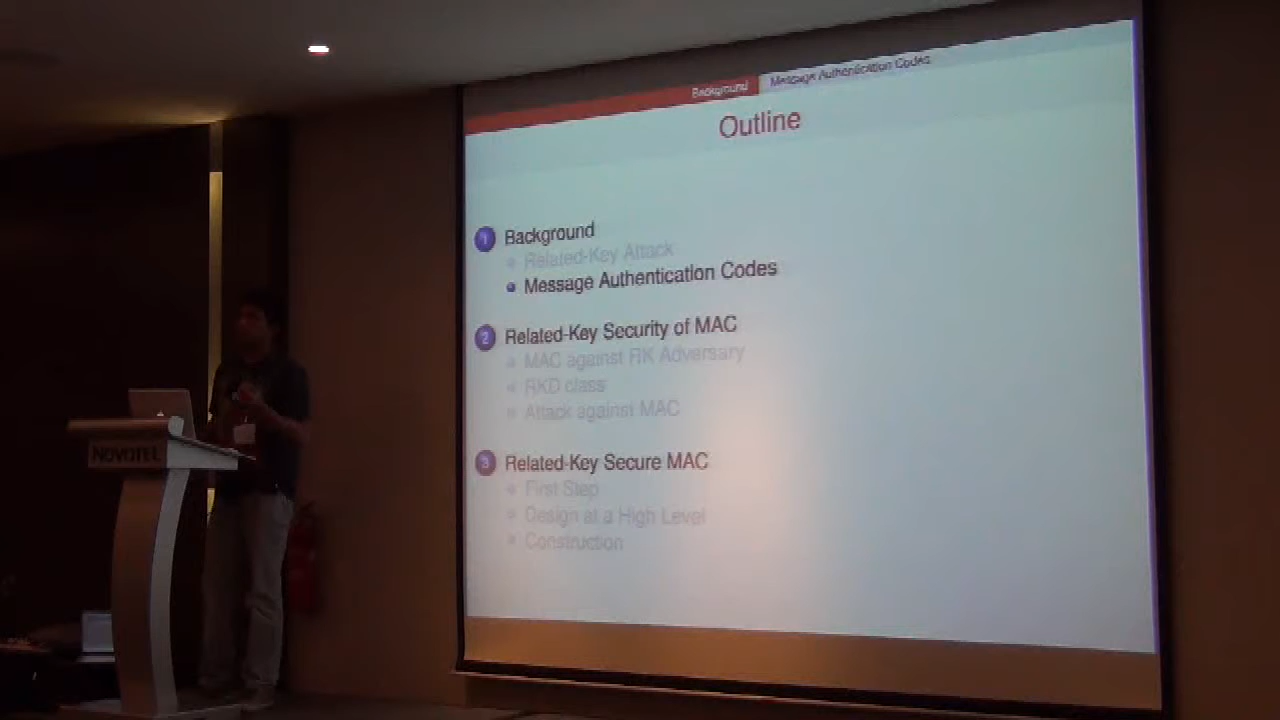 Background Message Authentication Codes
Outline
1 Background
Related-Key Attack
Message Authentication Codes
2 Related-Key Security of MAC
MAC against RK Adversary
RKD class
Attack against MAC
3 Related-Key Secure MAC
First Step
Design at a High Level
Construction
NOVOTEL